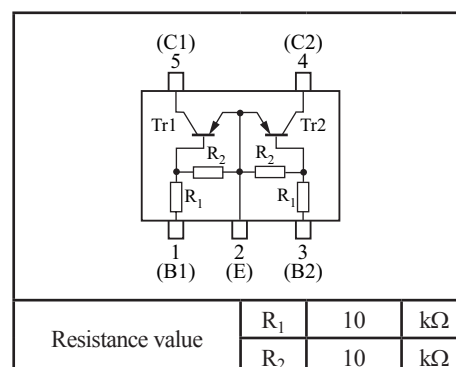 (C1) (C2)
5 4
Tr1 Tr2
R2 R2
R1 R1
1 2 3
(B1) (E) (B2)
Resistance value R1 10 kΩ
R2 10 kΩ